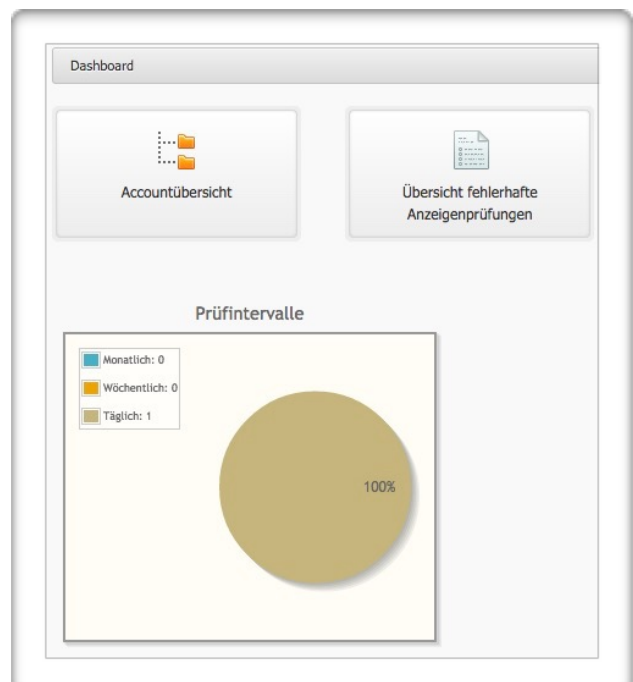 Dashboard
Accountübersicht
Übersicht fehlerhafte
Anzeigenprüfungen
Prüfintervalle
Monatlich: 0
Wöchentlich: 0
Täglich: 1
100%